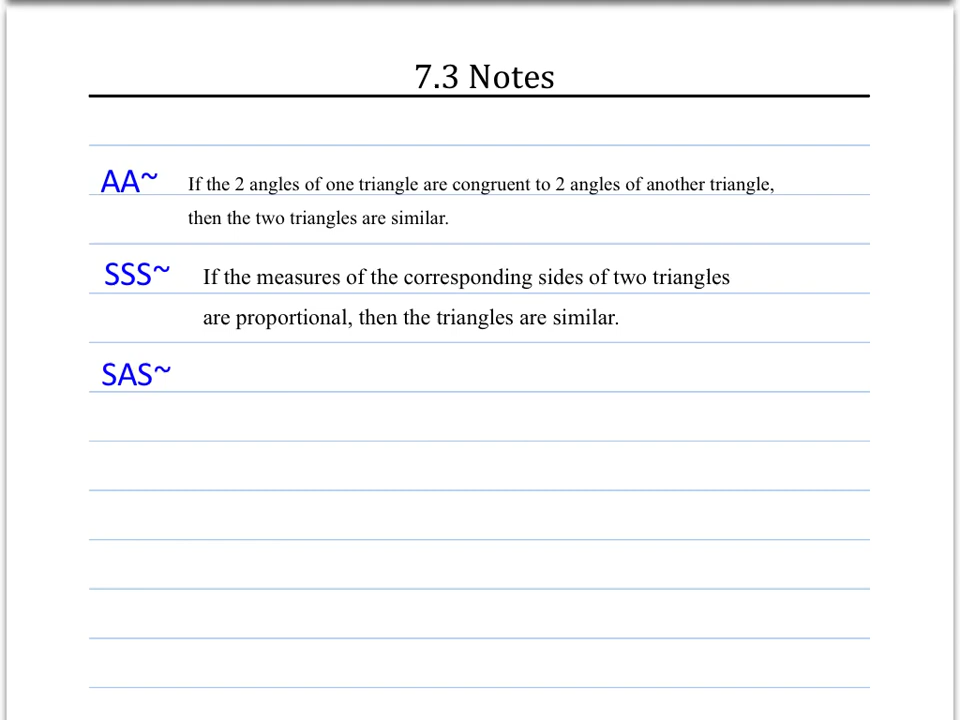 7.3 Notes
AA~ If the 2 angles of one triangle are congruent to 2 angles of another triangle,
then the two triangles are similar.
SSS~ If the measures of the corresponding sides of two triangles
are proportional, then the triangles are similar.
SAS~